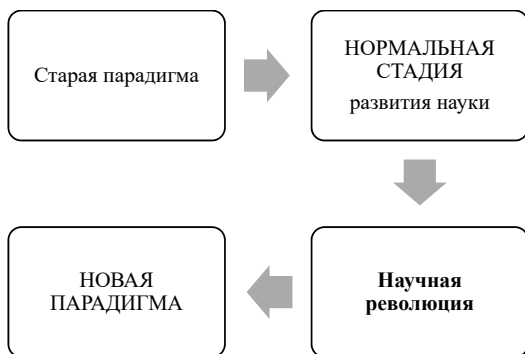 Старая парадигма
НОРМАЛЬНАЯ
СТАДИЯ
развития науки
НОВАЯ
ПАРАДИГМА
Научная
революция